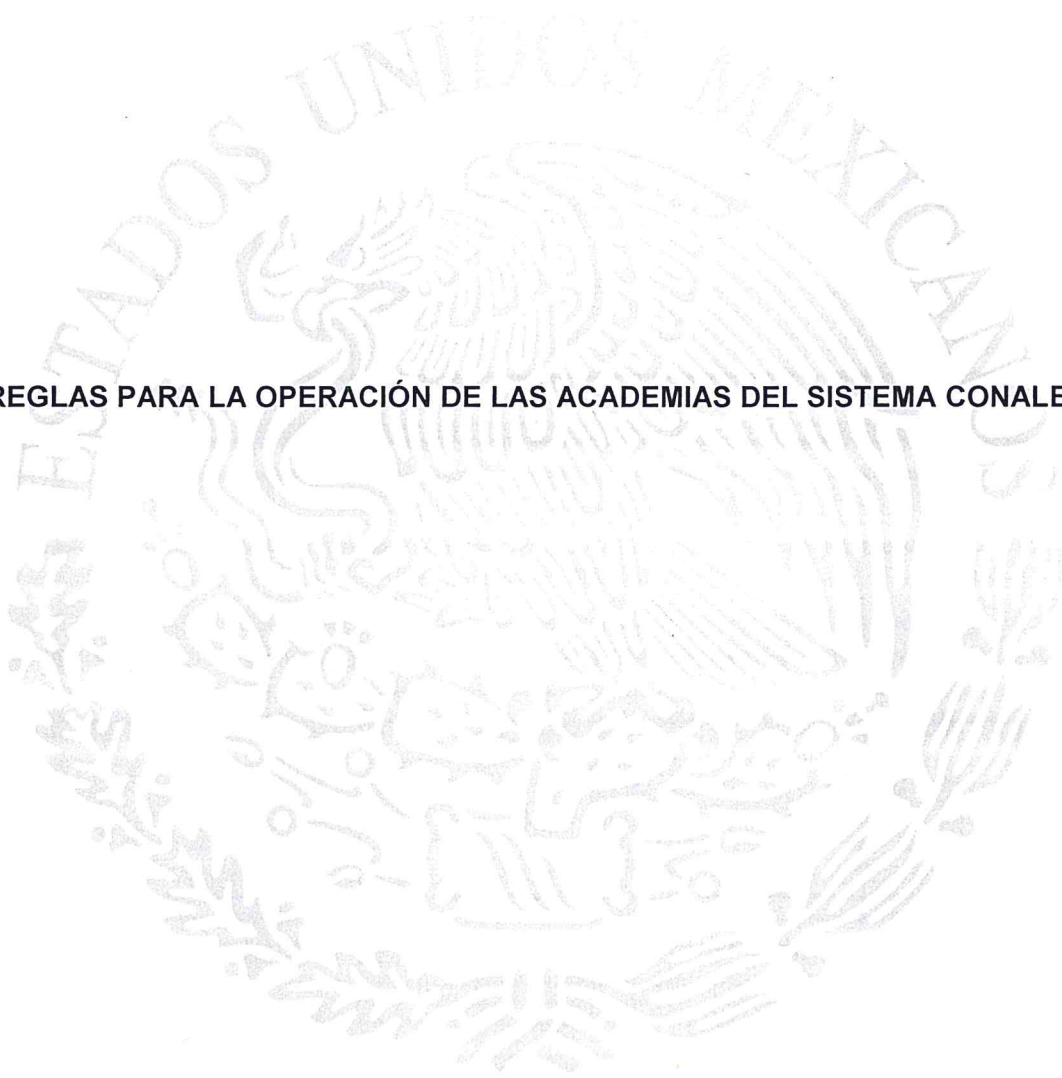 ESTADOS UNIDOS MEXICANOS
REGLAS PARA LA OPERACIÓN DE LAS ACADEMIAS DEL SISTEMA CONALE